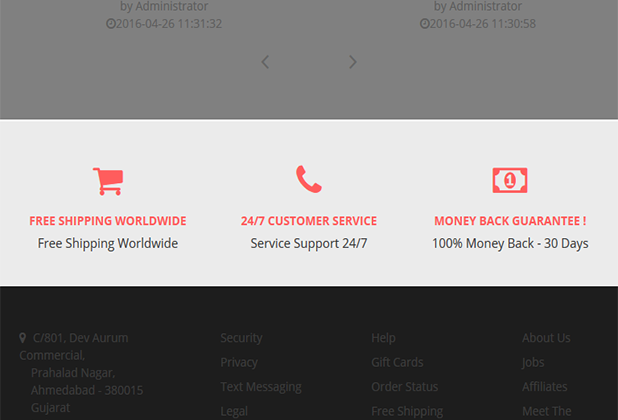 by Administrator
by Administrator
2016-04-26 11:31:32
2016-04-26 11:30:58
FREE SHIPPING WORLDWIDE
Free Shipping Worldwide
24/7 CUSTOMER SERVICE
Service Support 24/7
MONEY BACK GUARANTEE !
100% Money Back - 30 Days
C/801, Dev Aurum
Commercial,
Prahalad Nagar,
Ahmedabad - 380015
Gujarat
Security
Privacy
Text Messaging
Legal
Help
Gift Cards
Order Status
Free Shipping
About Us
Jobs
Affiliates
Meet The